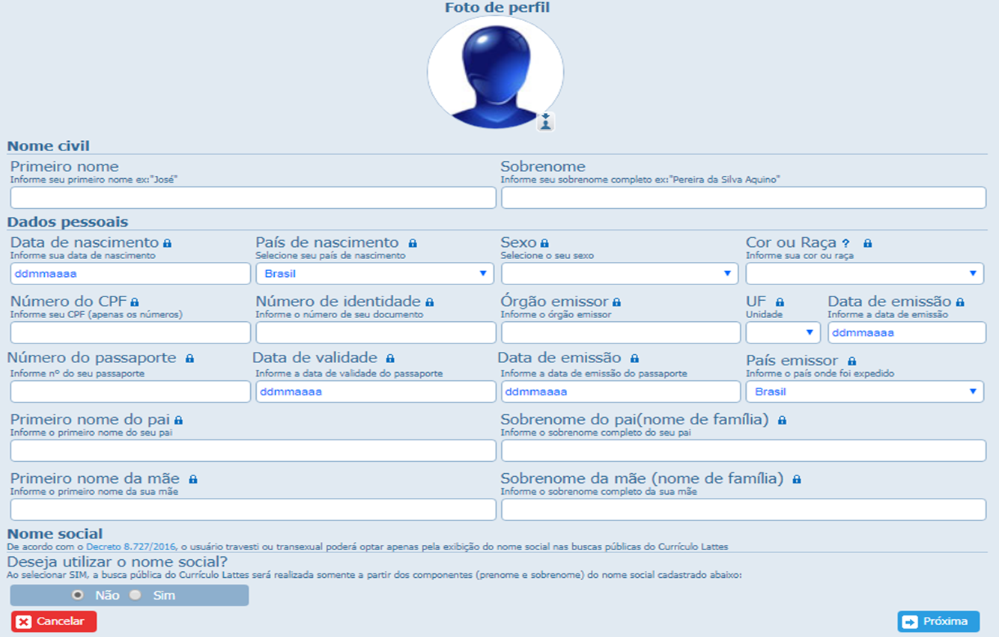 Foto de perfil
Nome civil
Primeiro nome Sobrenome
Informe seu primeiro nome ex:"José" Informe seu sobrenome completo ex:"Pereira da Silva Aquino"
Dados pessoais
Data de nascimento País de nascimento Sexo Cor ou Raça ?
Informe sua data de nascimento Selecione seu país de nascimento Selecione o seu sexo Informe sua cor ou raça
ddmmaaaa Brasil
Número do CPF Número de identidade Órgão emissor UF Data de emissão
Informe seu CPF (apenas os números) Informe o número de seu documento Informe o órgão emissor Unidade Informe a data de emissão
ddmmaaaa
Número do passaporte Data de validade Data de emissão País emissor
Informe nº do seu passaporte Informe a data de validade do passaporte Informe a data de emissão do passaporte Informe o país onde foi expedido
ddmmaaaa ddmmaaaa Brasil
Primeiro nome do pai Sobrenome do pai(nome de família)
Informe o primeiro nome do seu pai Informe o sobrenome completo do seu pai
Primeiro nome da mãe Sobrenome da mãe (nome de família)
Informe o primeiro nome da sua mãe Informe o sobrenome completo da sua mãe
Nome social
De acordo com o Decreto 8.727/2016, o usuário travesti ou transexual poderá optar apenas pela exibição do nome social nas buscas públicas do Currículo Lattes
Deseja utilizar o nome social?
Ao selecionar SIM, a busca pública do Currículo Lattes será realizada somente a partir dos componentes (prenome e sobrenome) do nome social cadastrado abaixo:
Não Sim
Cancelar Próxima